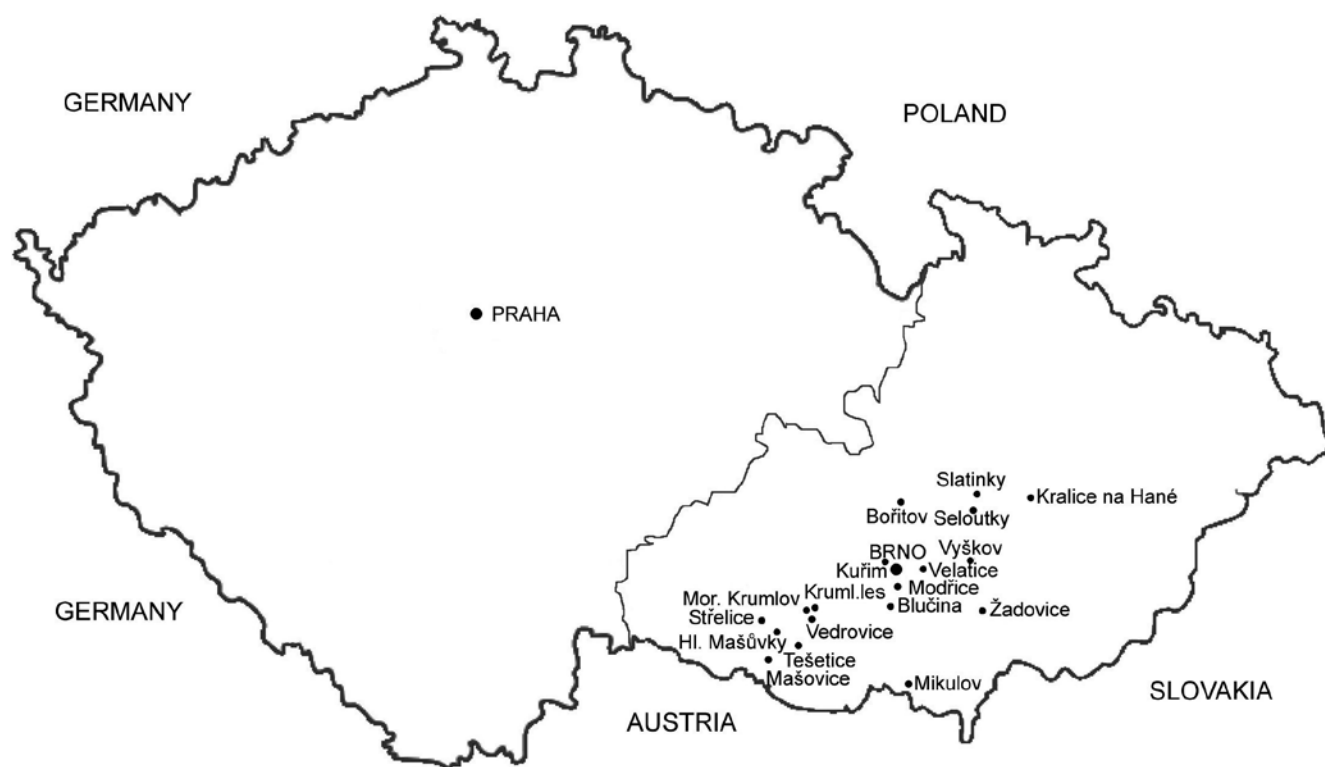 GERMANY
POLAND
PRAHA
Slatinky
Kralice na Hané
Bořitov
Seloutky
BRNO
Vyškov
Kuřim
Velatice
Modřice
Kruml.les
Mor. Krumlov
Blučina
Žadovice
Střelice
Vedrovice
Hl. Mašůvky
Tešetice
Mašovice
Mikulov
GERMANY
SLOVAKIA
AUSTRIA